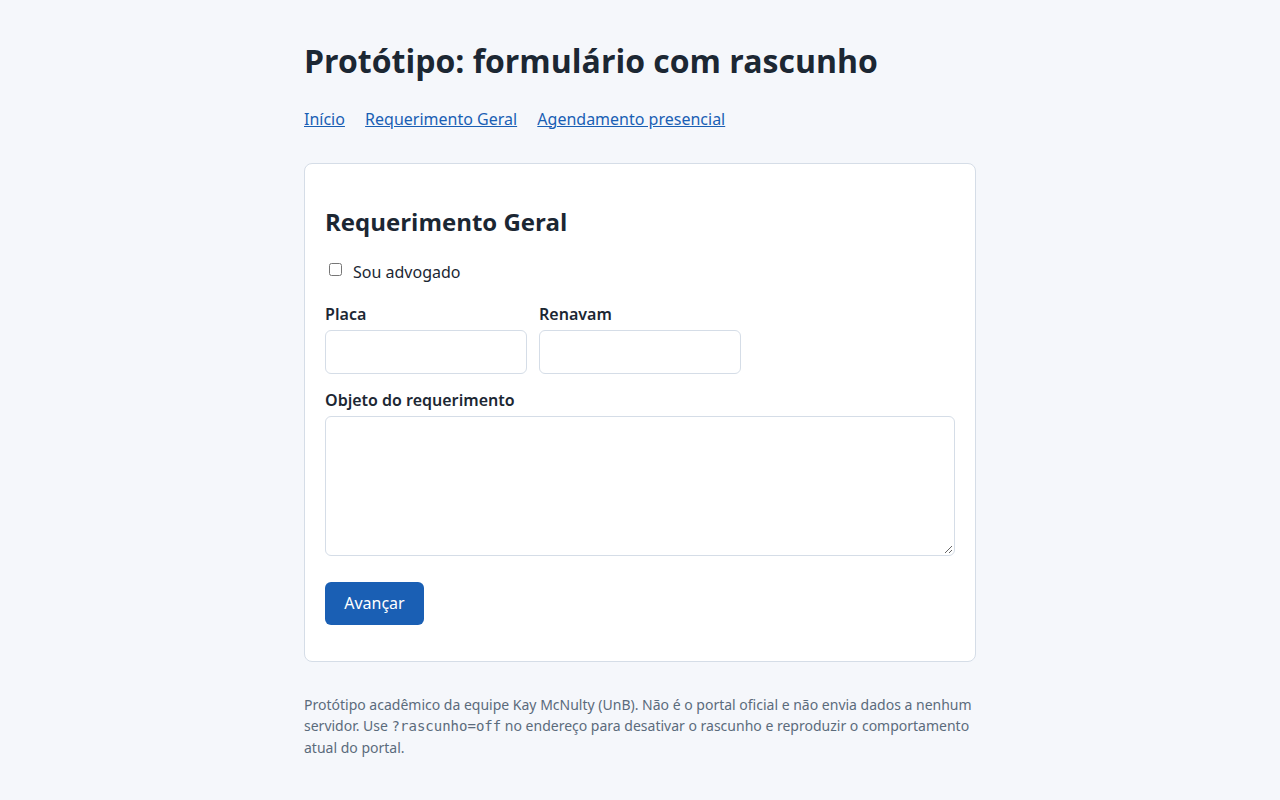 Protótipo: formulário com rascunho
Início Requerimento Geral Agendamento presencial
Requerimento Geral
Sou advogado
Placa Renavam
Objeto do requerimento
Avançar
Protótipo acadêmico da equipe Kay McNulty (UnB). Não é o portal oficial e não envia dados a nenhum
servidor. Use ?rascunho=off no endereço para desativar o rascunho e reproduzir o comportamento
atual do portal.